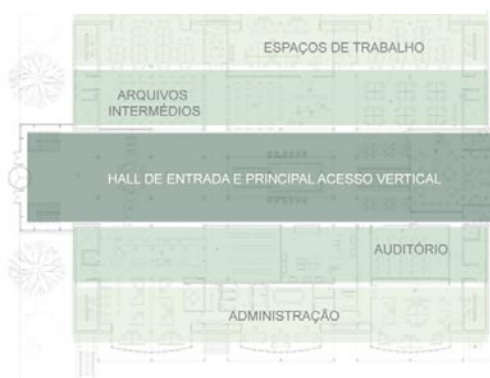 ESPAÇOS DE TRABALHO
ARQUIVOS
INTERMÉDIOS
HALL DE ENTRADA E PRINCIPAL ACESSO VERTICAL
AUDITÓRIO
ADMINISTRAÇÃO